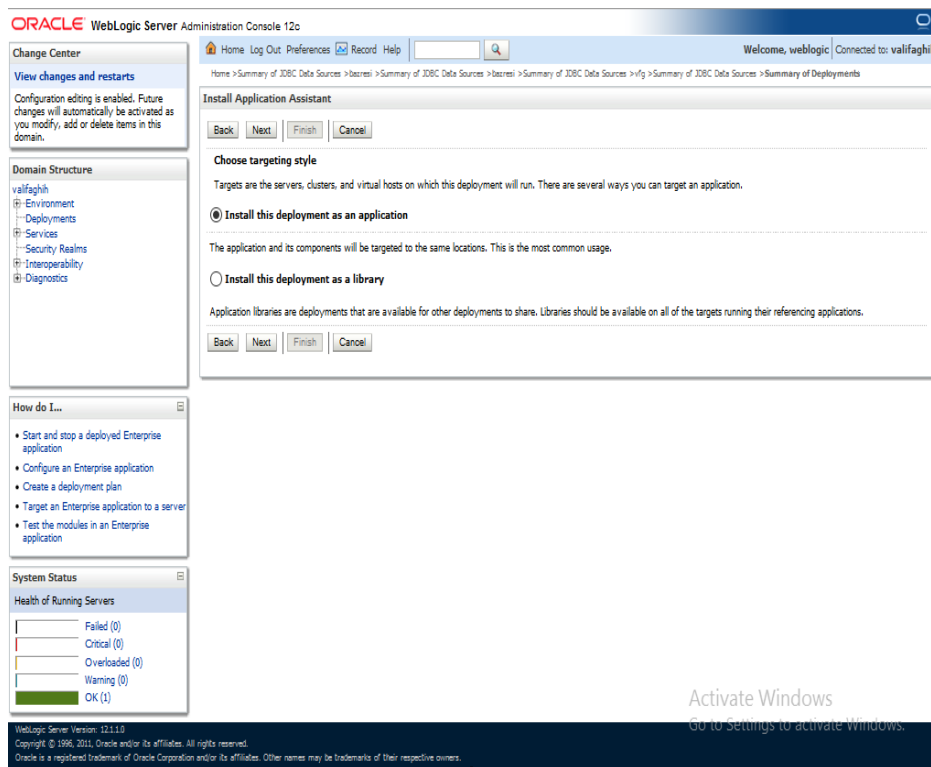 ORACLE WebLogic Server Administration Console 12c
Change Center
View changes and restarts
Configuration editing is enabled. Future
changes will automatically be activated as
you modify, add or delete items in this
domain.
Domain Structure
valifaghih
Environment
Deployments
Services
Security Realms
Interoperability
Diagnostics
How do I...
• Start and stop a deployed Enterprise
application
• Configure an Enterprise application
• Create a deployment plan
• Target an Enterprise application to a server
• Test the modules in an Enterprise
application
System Status
Health of Running Servers
Failed (0)
Critical (0)
Overloaded (0)
Warning (0)
OK (1)
Home Log Out Preferences Record Help
Welcome, weblogic Connected to: valifaghi
Home >Summary of JDBC Data Sources >bazresi >Summary of JDBC Data Sources >bazresi >Summary of JDBC Data Sources >vfg >Summary of JDBC Data Sources >Summary of Deployments
Install Application Assistant
Back Next Finish Cancel
Choose targeting style
Targets are the servers, clusters, and virtual hosts on which this deployment will run. There are several ways you can target an application.
Install this deployment as an application
The application and its components will be targeted to the same locations. This is the most common usage.
Install this deployment as a library
Application libraries are deployments that are available for other deployments to share. Libraries should be available on all of the targets running their referencing applications.
Back Next Finish Cancel
Activate Windows
Go to Settings to activate Windows.
WebLogic Server Version: 12.1.1.0
Copyright © 1996, 2011, Oracle and/or its affiliates. All rights reserved.
Oracle is a registered trademark of Oracle Corporation and/or its affiliates. Other names may be trademarks of their respective owners.